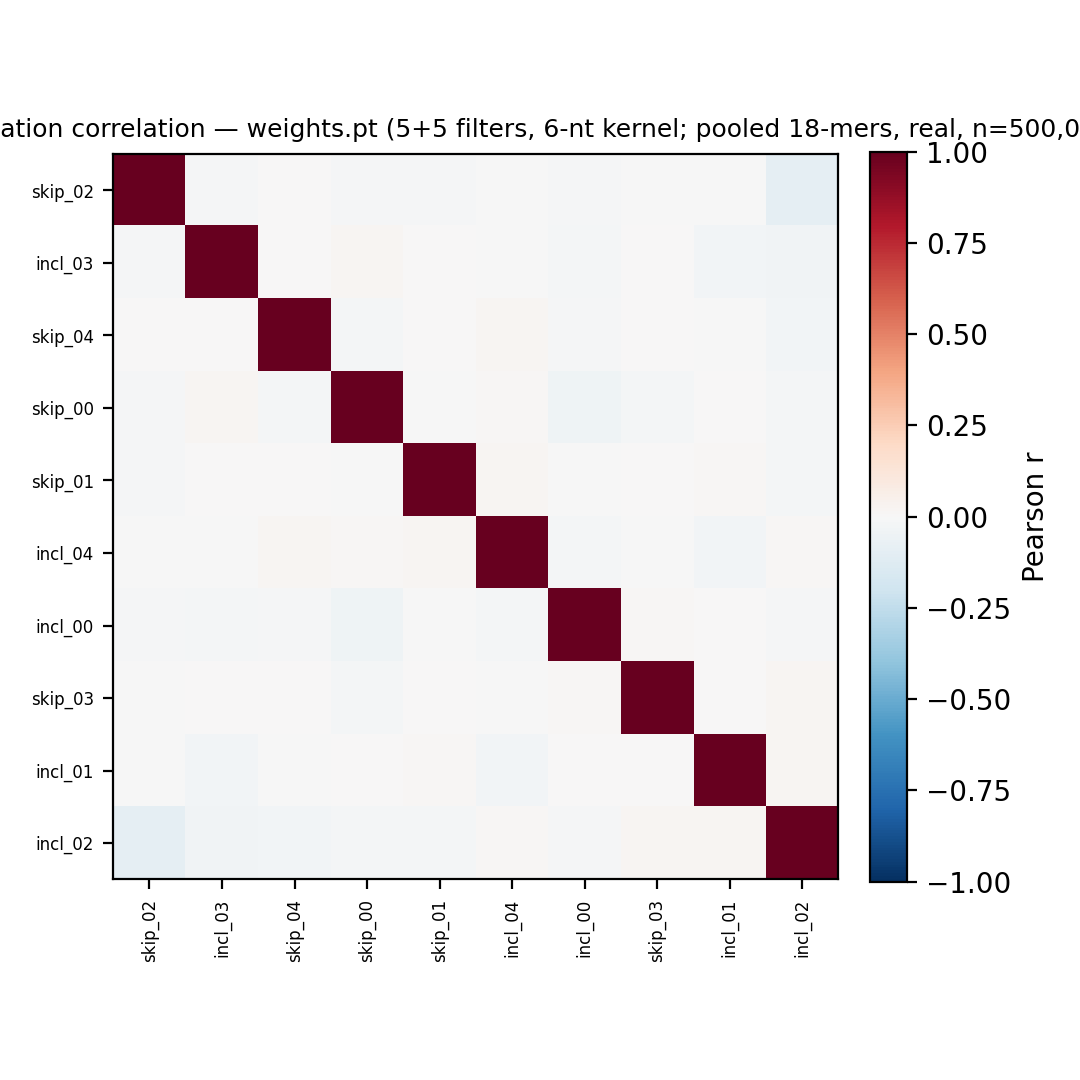 ation correlation — weights.pt (5+5 filters, 6-nt kernel; pooled 18-mers, real, n=500,0
skip_02
incl_03
skip_04
skip_00
skip_01
incl_04
incl_00
skip_03
incl_01
incl_02
skip_02
incl_03
skip_04
skip_00
skip_01
incl_04
incl_00
skip_03
incl_01
incl_02
1.00
0.75
0.50
0.25
0.00
−0.25
−0.50
−0.75
−1.00
Pearson r